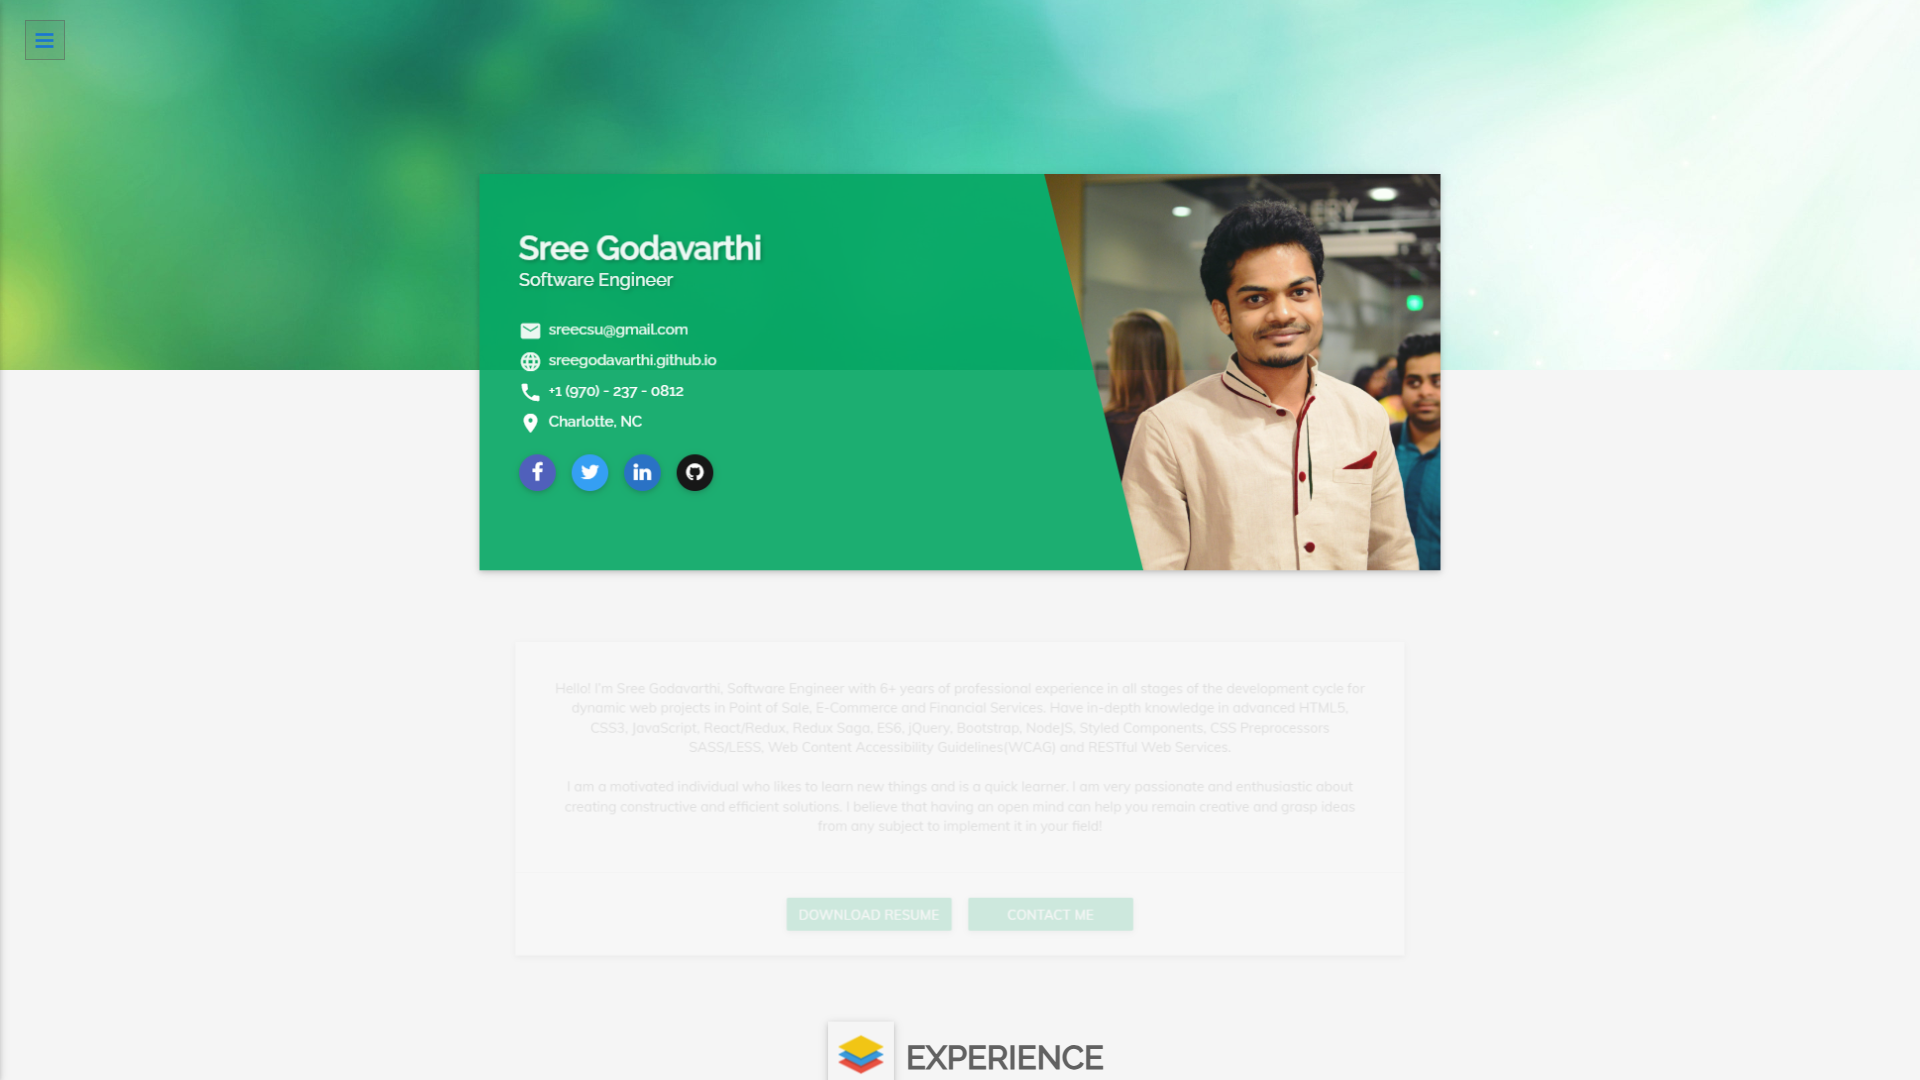 Sree Godavarthi
Software Engineer
sreecsu@gmail.com
sreegodavarthi.github.io
+1 (970) - 237 - 0812
Charlotte, NC
Hello! I'm Sree Godavarthi, Software Engineer with 6+ years of professional experience in all stages of the development cycle for
dynamic web projects in Point of Sale, E-Commerce and Financial Services. Have in-depth knowledge in advanced HTML5,
CSS3, JavaScript, React/Redux, Redux Saga, ES6, jQuery, Bootstrap, NodeJS, Styled Components, CSS Preprocessors
SASS/LESS, Web Content Accessibility Guidelines(WCAG) and RESTful Web Services.
I am a motivated individual who likes to learn new things and is a quick learner. I am very passionate and enthusiastic about
creating constructive and efficient solutions. I believe that having an open mind can help you remain creative and grasp ideas
from any subject to implement it in your field!
DOWNLOAD RESUME
CONTACT ME
EXPERIENCE